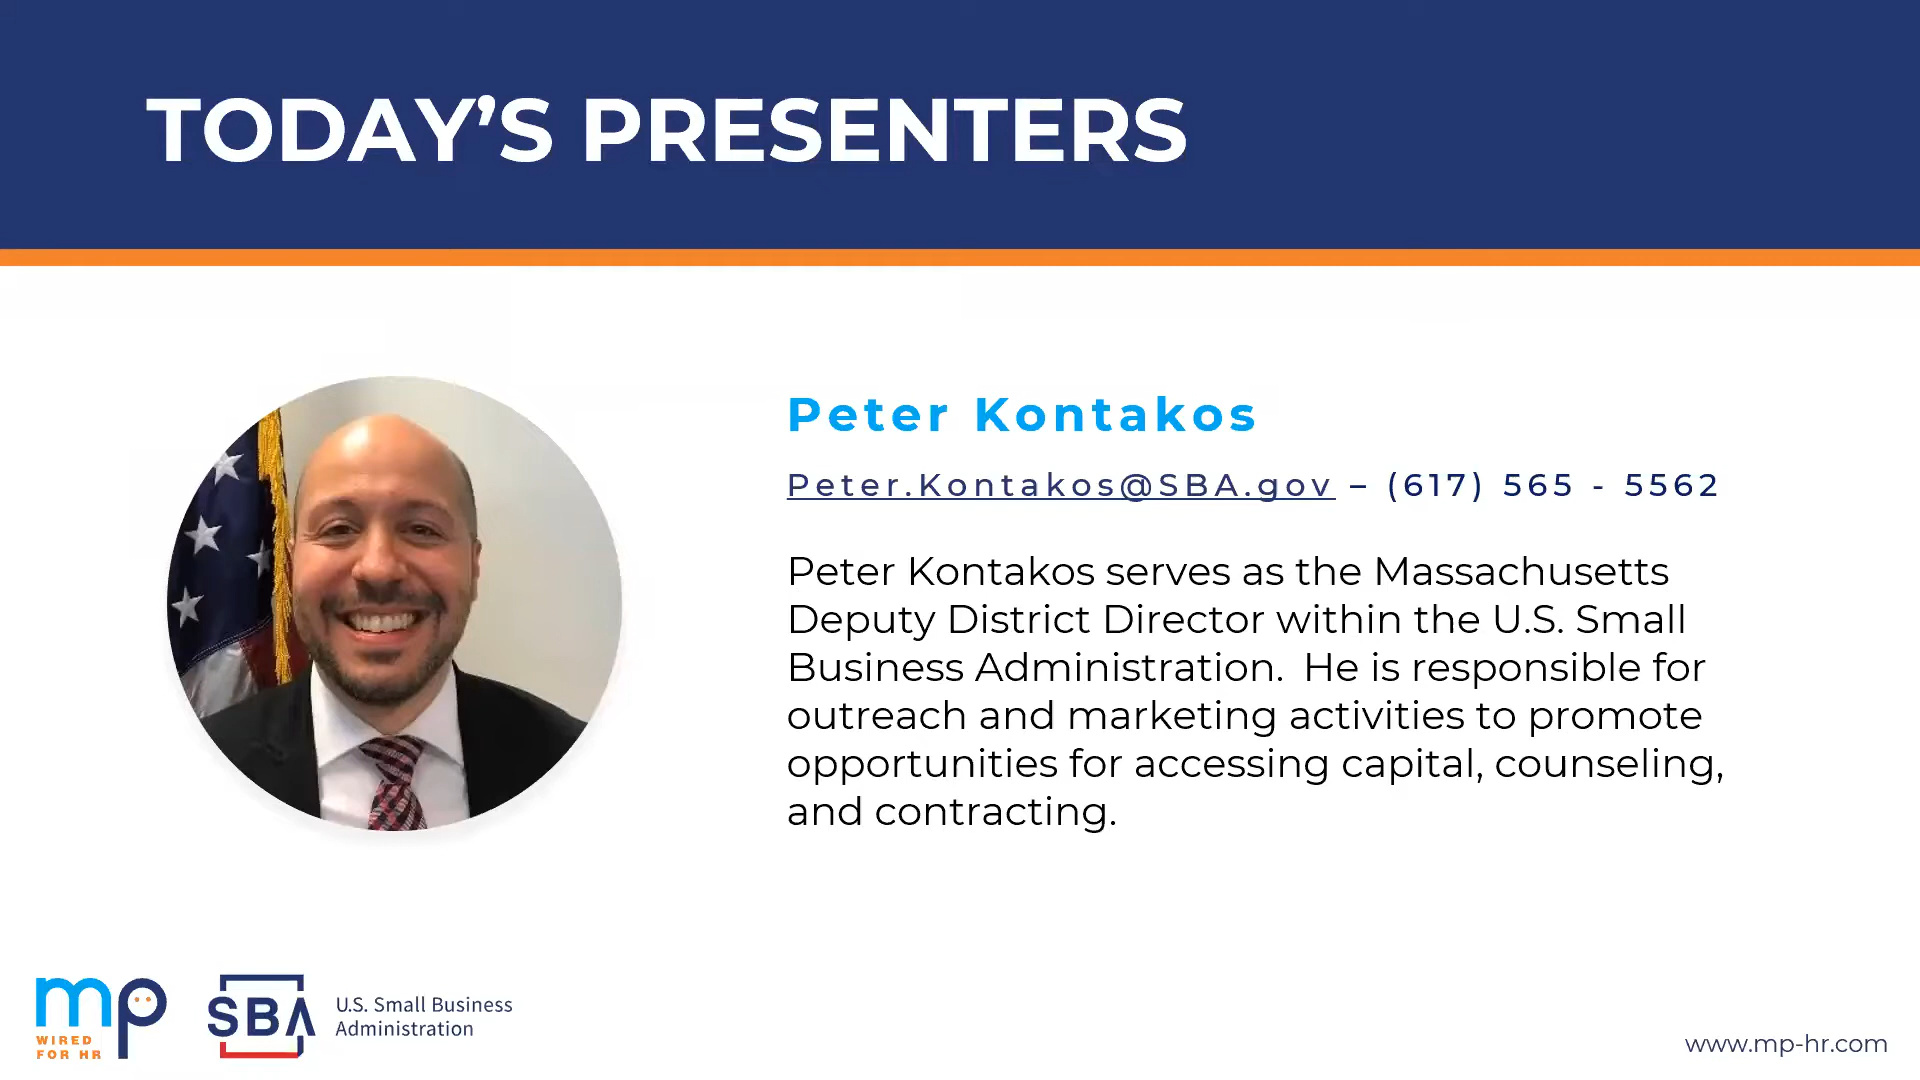 TODAY’S PRESENTERS
Peter Kontakos
Peter.Kontakos@SBA.gov – (617) 565 - 5562
Peter Kontakos serves as the Massachusetts
Deputy District Director within the U.S. Small
Business Administration.  He is responsible for
outreach and marketing activities to promote
opportunities for accessing capital, counseling,
and contracting.
mp
WIRED
FOR HR
SBA
U.S. Small Business
Administration
www.mp-hr.com